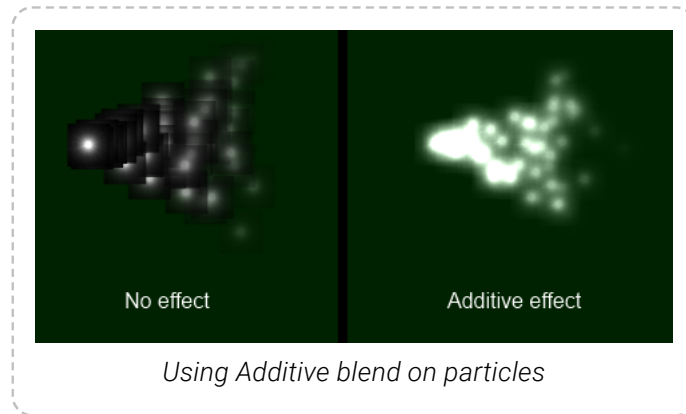 No effect
Additive effect
Using Additive blend on particles